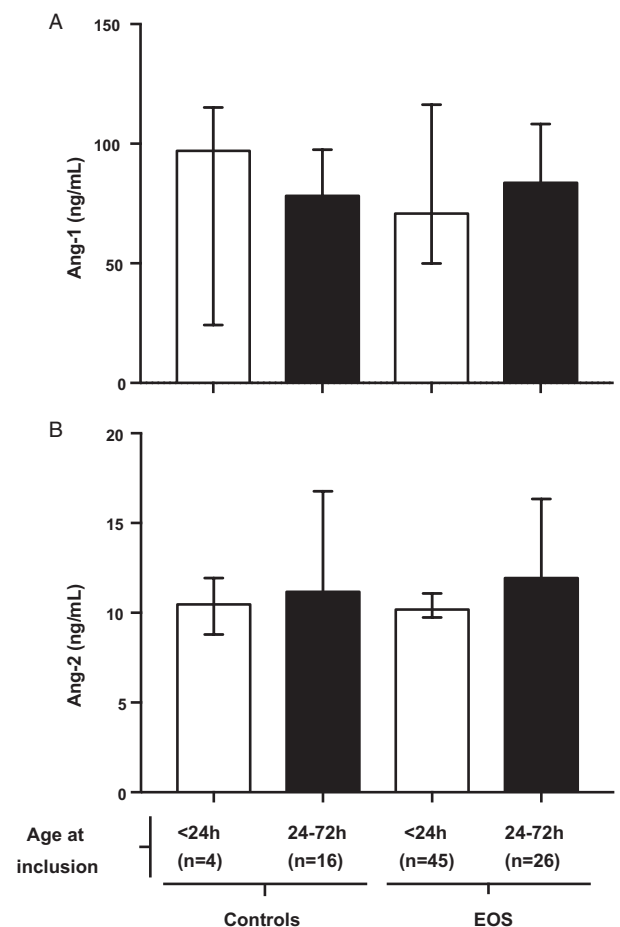 A
Ang-1 (ng/mL)
150
100
50
0
B
Ang-2 (ng/mL)
20
15
10
5
0
Age at
inclusion
<24h 24-72h <24h 24-72h
(n=4) (n=16) (n=45) (n=26)
Controls EOS